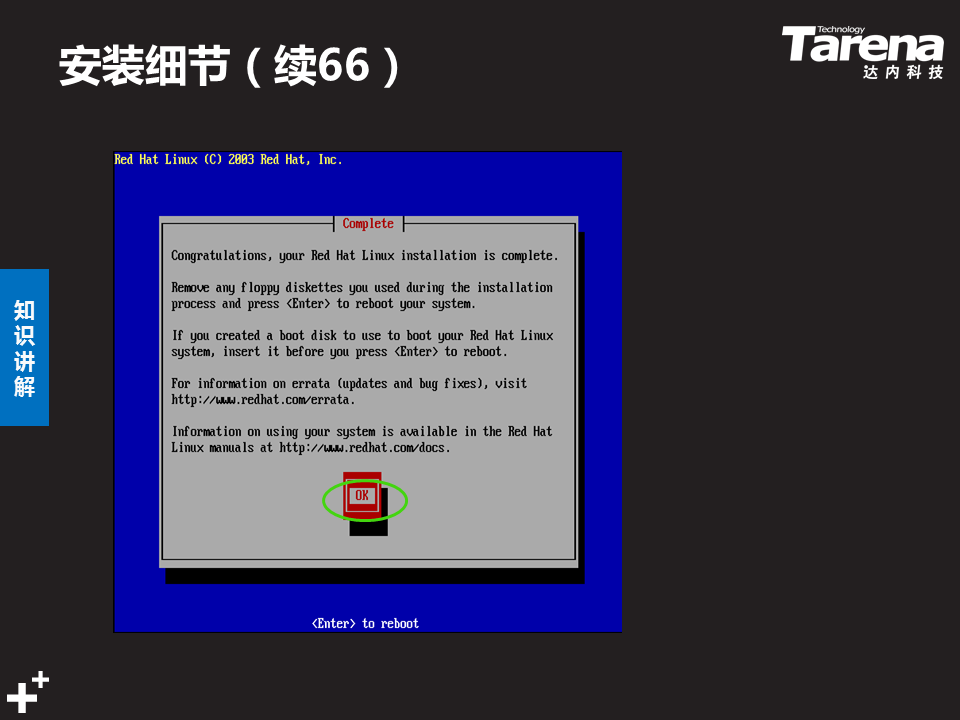 安装细节（续66）
Technology
Tarena
达内科技
Red Hat Linux (C) 2003 Red Hat, Inc.
Complete
Congratulations, your Red Hat Linux installation is complete.
Remove any floppy diskettes you used during the installation
process and press <Enter> to reboot your system.
If you created a boot disk to use to boot your Red Hat Linux
system, insert it before you press <Enter> to reboot.
For information on errata (updates and bug fixes), visit
http://www.redhat.com/errata.
Information on using your system is available in the Red Hat
Linux manuals at http://www.redhat.com/docs.
OK
<Enter> to reboot
知
识
讲
解